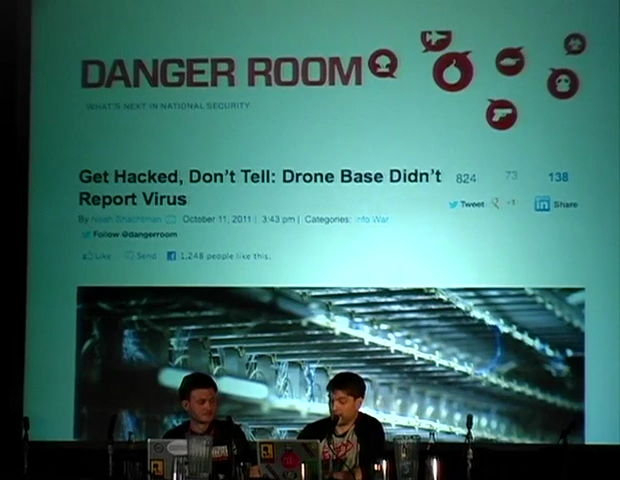 DANGER ROOM
WHAT'S NEXT IN NATIONAL SECURITY
Get Hacked, Don't Tell: Drone Base Didn't
Report Virus
824 73 138
Tweet +1 in Share
By Noah Shachtman October 11, 2011 | 3:43 pm | Categories: Info War
Follow @dangerroom
Like Send f 1,248 people like this.